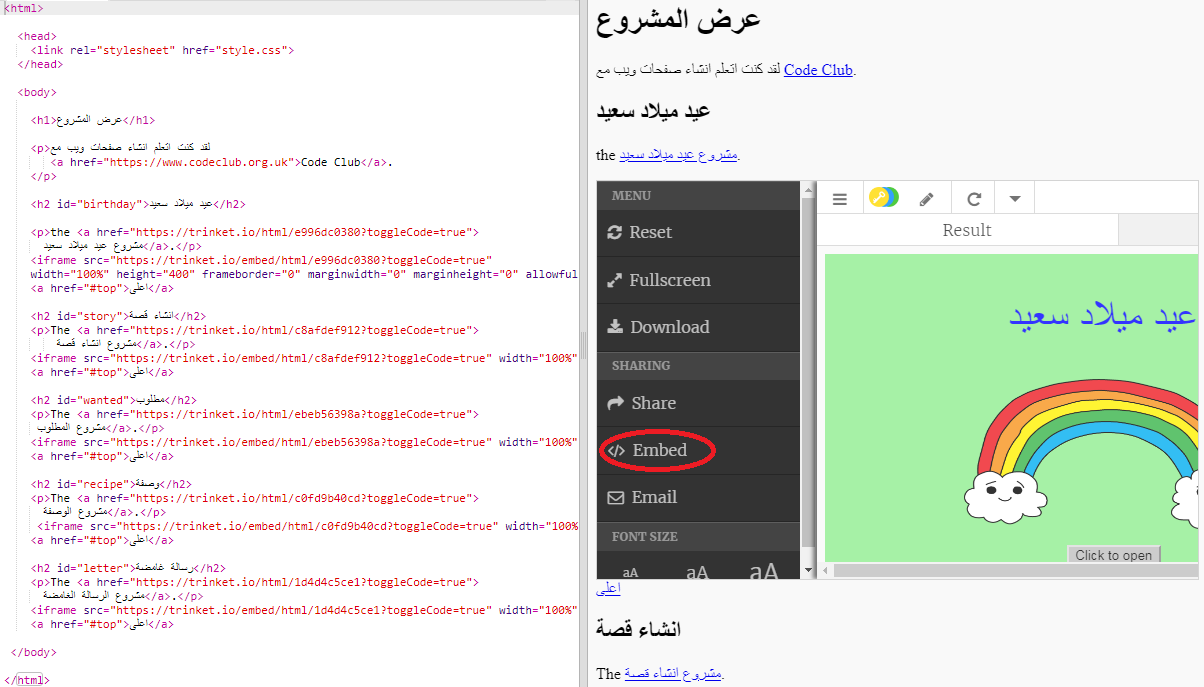 <html>
<head>
<link rel="stylesheet" href="style.css">
</head>
<body>
<h1>عرض المشروع</h1>
<p>لقد كنت اتعلم انشاء صفحات ويب مع
<a href="https://www.codeclub.org.uk">Code Club</a>.
</p>
<h2 id="birthday">عيد ميلاد سعيد</h2>
<p>the <a href="https://trinket.io/html/e996dc0380?toggleCode=true">
مشروع عيد ميلاد سعيد</a>.</p>
<iframe src="https://trinket.io/embed/html/e996dc0380?toggleCode=true"
width="100%" height="400" frameborder="0" marginwidth="0" marginheight="0" allowful
<a href="#top">اعلى</a>
<h2 id="story">انشاء قصة</h2>
<p>The <a href="https://trinket.io/html/c8afdef912?toggleCode=true">
مشروع انشاء قصة</a>.</p>
<iframe src="https://trinket.io/embed/html/c8afdef912?toggleCode=true" width="100%"
<a href="#top">اعلى</a>
<h2 id="wanted">مطلوب</h2>
<p>The <a href="https://trinket.io/html/ebeb56398a?toggleCode=true">
مشروع المطلوب</a>.</p>
<iframe src="https://trinket.io/embed/html/ebeb56398a?toggleCode=true" width="100%"
<a href="#top">اعلى</a>
<h2 id="recipe">وصفة</h2>
<p>The <a href="https://trinket.io/html/c0fd9b40cd?toggleCode=true">
مشروع الوصفة</a>.</p>
<iframe src="https://trinket.io/embed/html/c0fd9b40cd?toggleCode=true" width="100%
<a href="#top">اعلى</a>
<h2 id="letter">رسالة غامضة</h2>
<p>The <a href="https://trinket.io/html/1d4d4c5ce1?toggleCode=true">
مشروع الرسالة الغامضة</a>.</p>
<iframe src="https://trinket.io/embed/html/1d4d4c5ce1?toggleCode=true" width="100%"
<a href="#top">اعلى</a>
</body>
</html>
عرض المشروع
لقد كنت اتعلم انشاء صفحات ويب مع Code Club.
عيد ميلاد سعيد
the مشروع عيد ميلاد سعيد.
MENU
Reset
Fullscreen
Download
SHARING
Share
</> Embed
Email
FONT SIZE
aA aA aA
Result
عيد ميلاد سعيد
Click to open
اعلى
انشاء قصة
The مشروع انشاء قصة.